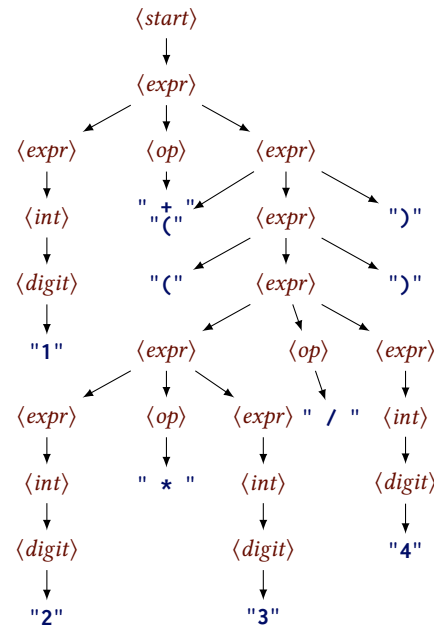 ⟨start⟩
⟨expr⟩
⟨expr⟩ ⟨op⟩ ⟨expr⟩
" + "
⟨int⟩ "(" ⟨expr⟩ ")"
⟨digit⟩ "(" ⟨expr⟩ ")"
"1" ⟨expr⟩ ⟨op⟩ ⟨expr⟩
⟨expr⟩ ⟨op⟩ ⟨expr⟩ " / " ⟨int⟩
⟨int⟩ " * " ⟨int⟩ ⟨digit⟩
⟨digit⟩ ⟨digit⟩ "4"
"2" "3"